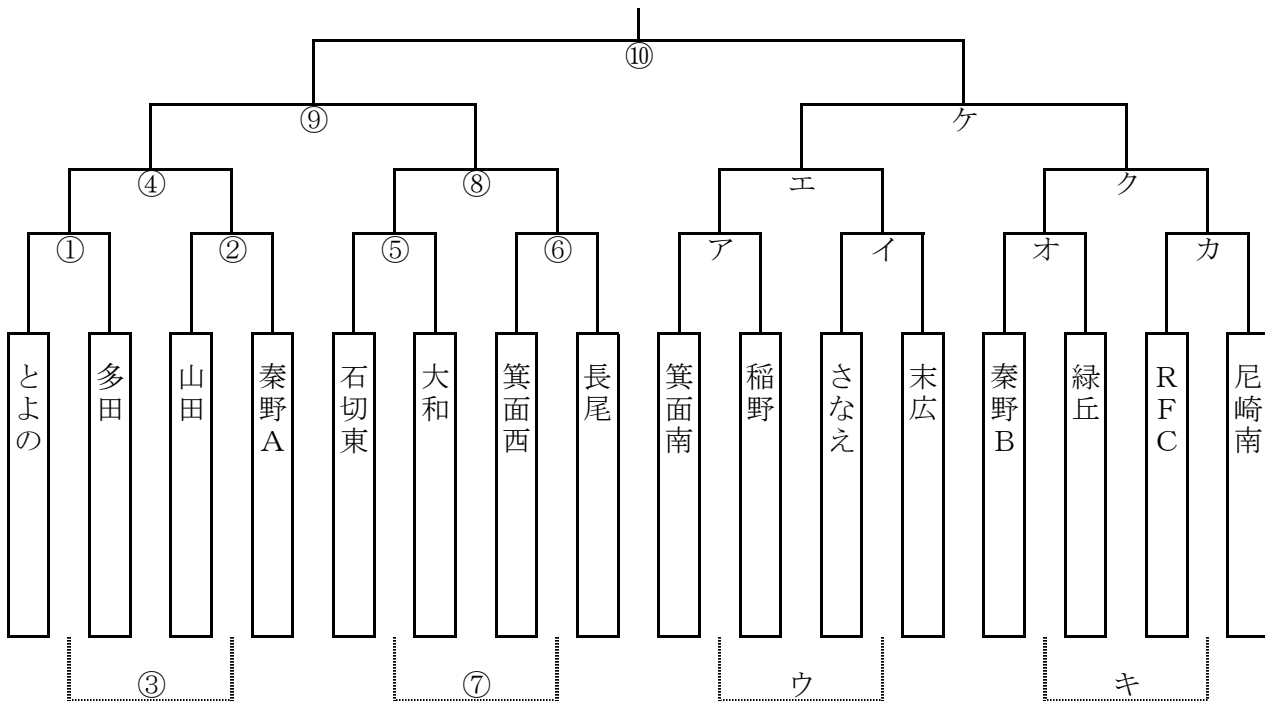 ⑩
⑨ ケ
④ ⑧ エ ク
① ② ⑤ ⑥ ア イ オ カ
とよの
多田
山田
秦野A
石切東
大和
箕面西
長尾
箕面南
稲野
さなえ
末広
秦野B
緑丘
RFC
尼崎南
③ ⑦ ウ キ